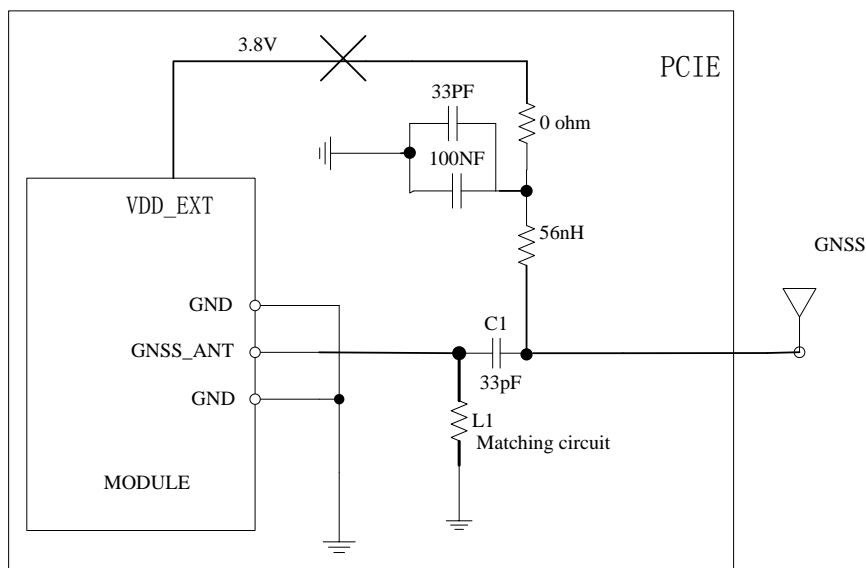 3.8V
PCIE
33PF
0 ohm
100NF
VDD_EXT
56nH
GNSS
GND
C1
GNSS_ANT
33pF
GND
L1
Matching circuit
MODULE